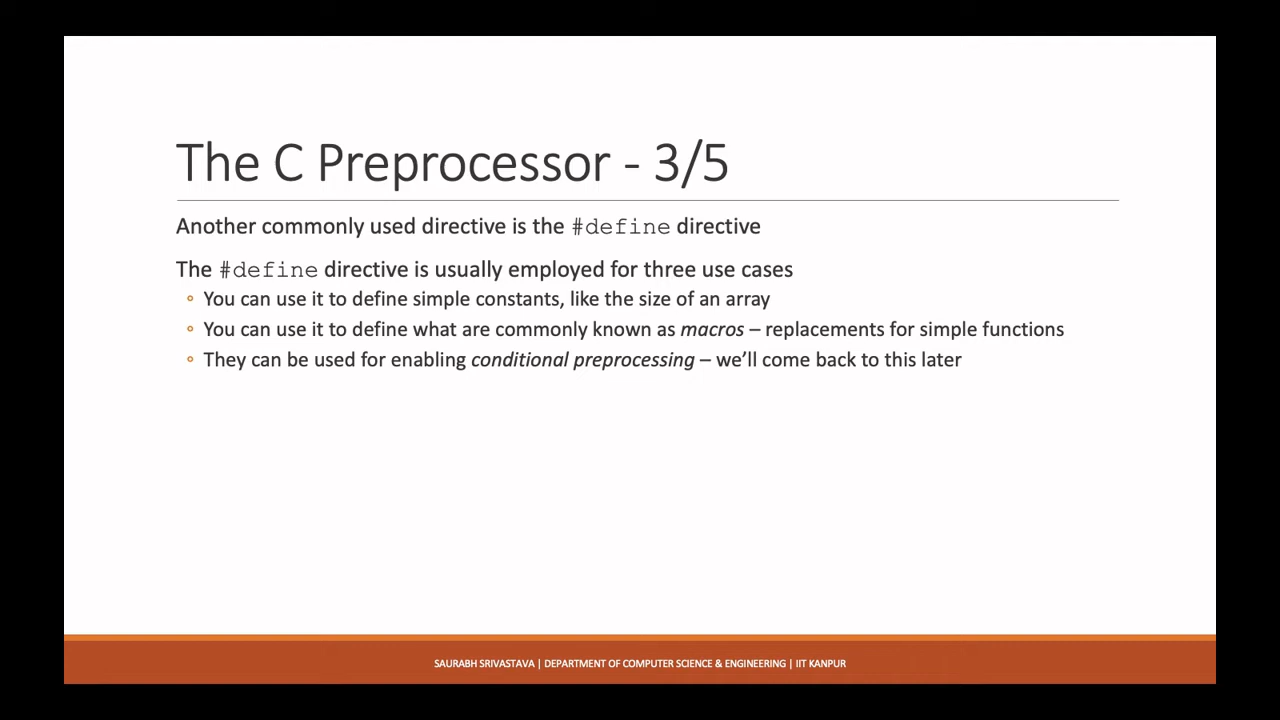 The C Preprocessor - 3/5
Another commonly used directive is the #define directive
The #define directive is usually employed for three use cases
◦ You can use it to define simple constants, like the size of an array
◦ You can use it to define what are commonly known as macros – replacements for simple functions
◦ They can be used for enabling conditional preprocessing – we’ll come back to this later
SAURABH SRIVASTAVA | DEPARTMENT OF COMPUTER SCIENCE & ENGINEERING | IIT KANPUR